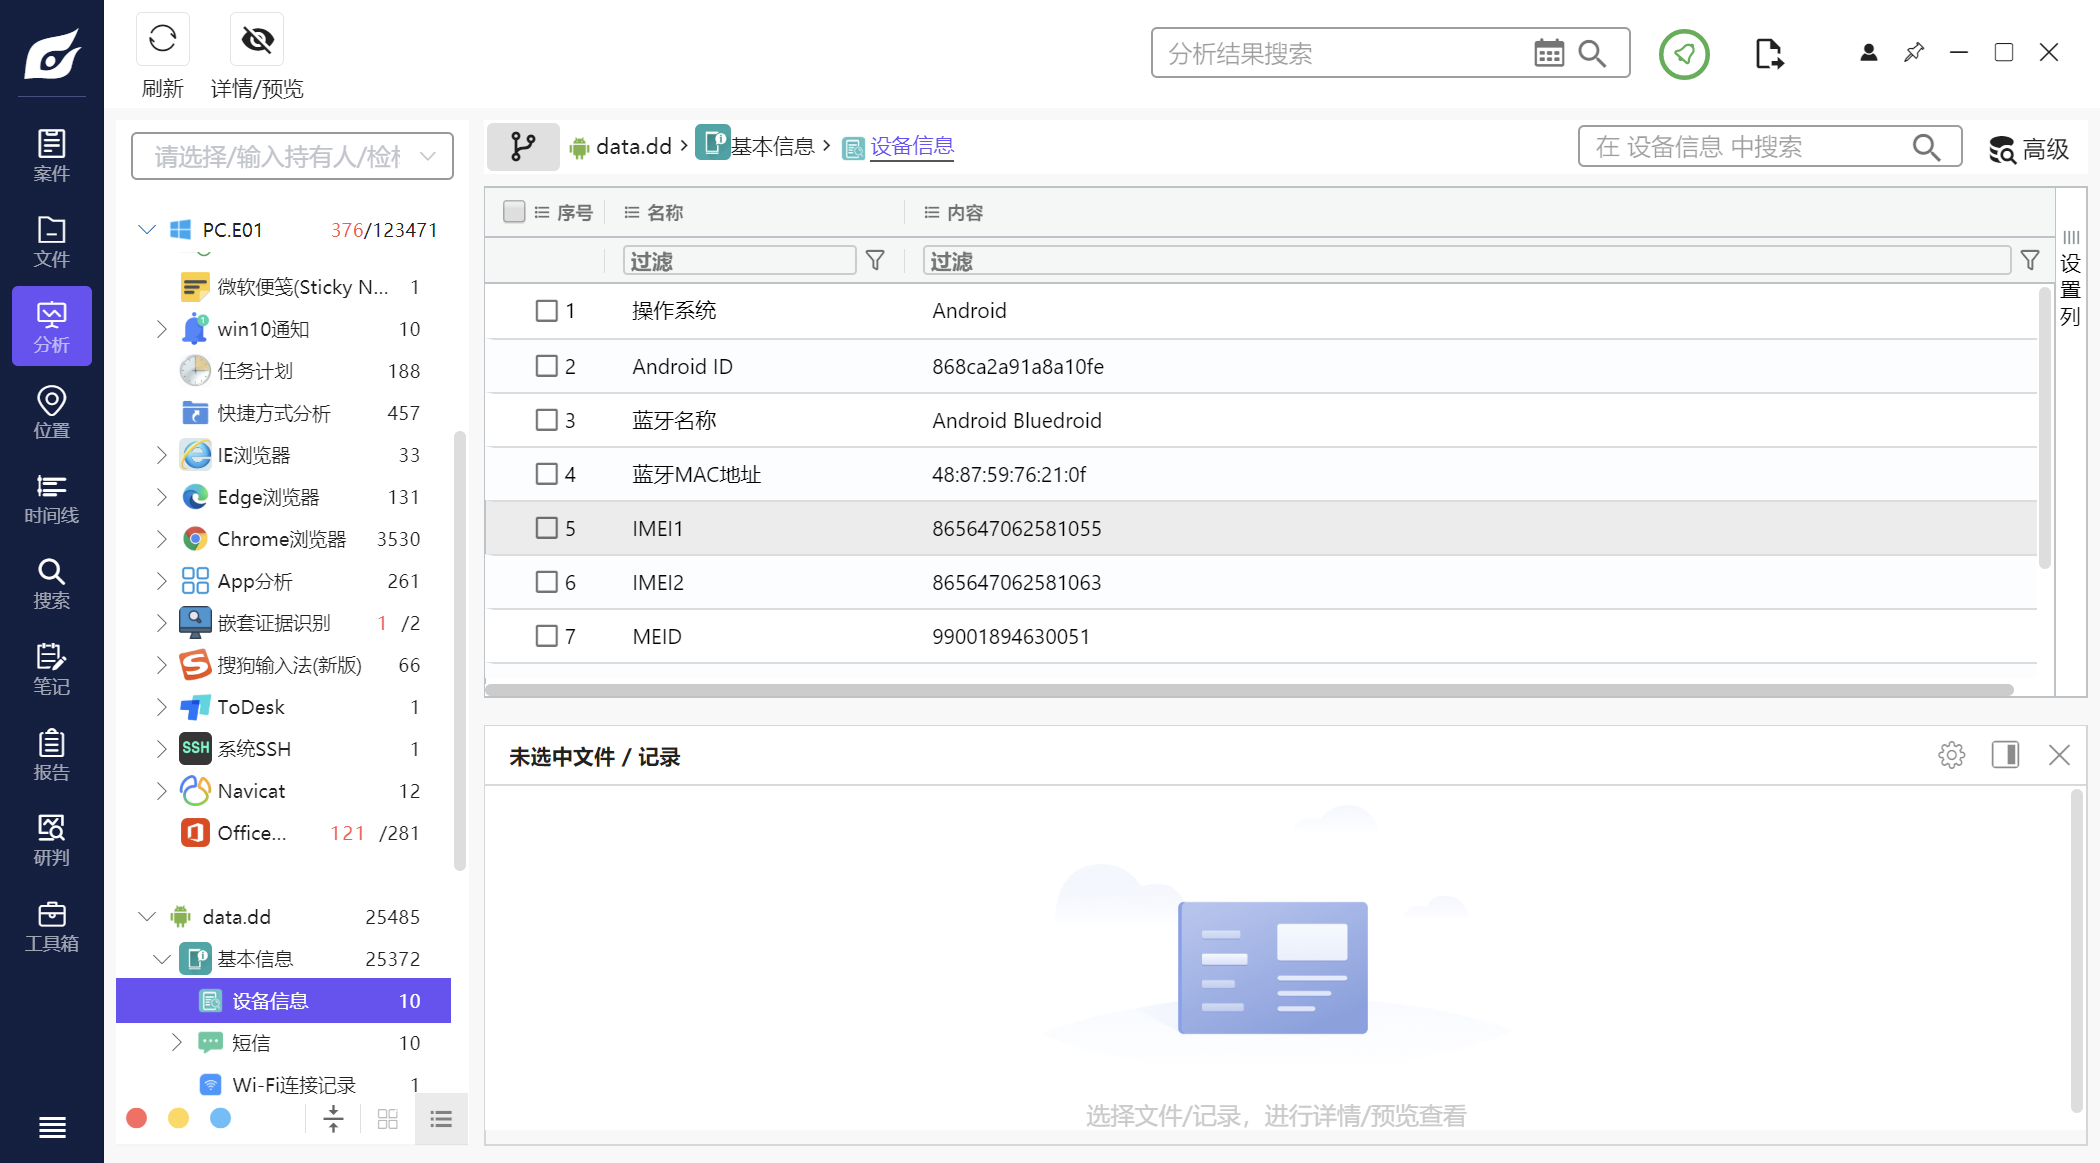 刷新
详情/预览
分析结果搜索
案件
文件
分析
位置
时间线
搜索
笔记
报告
研判
工具箱
请选择/输入持有人/检
PC.E01 376/123471
微软便笺(Sticky N... 1
win10通知 10
任务计划 188
快捷方式分析 457
IE浏览器 33
Edge浏览器 131
Chrome浏览器 3530
App分析 261
嵌套证据识别 1 /2
搜狗输入法(新版) 66
ToDesk 1
SSH 系统SSH 1
Navicat 12
Office... 121 /281
data.dd 25485
基本信息 25372
设备信息 10
短信 10
Wi-Fi连接记录 1
data.dd › 基本信息 › 设备信息
在 设备信息 中搜索
高级
序号 名称 内容
过滤 过滤
1 操作系统 Android
2 Android ID 868ca2a91a8a10fe
3 蓝牙名称 Android Bluedroid
4 蓝牙MAC地址 48:87:59:76:21:0f
5 IMEI1 865647062581055
6 IMEI2 865647062581063
7 MEID 99001894630051
设置列
未选中文件 / 记录
选择文件/记录，进行详情/预览查看